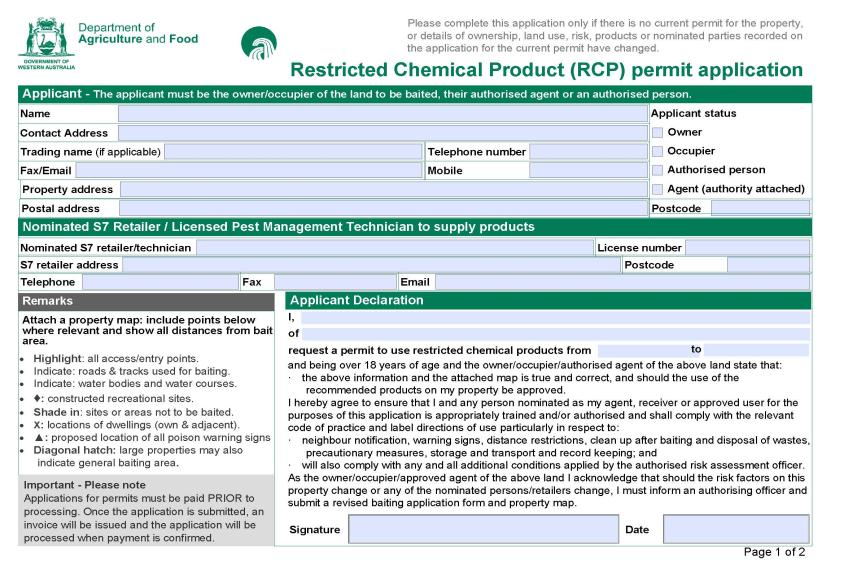 Department of
Agriculture and Food
GOVERNMENT OF
WESTERN AUSTRALIA
Please complete this application only if there is no current permit for the property,
or details of ownership, land use, risk, products or nominated parties recorded on
the application for the current permit have changed.
Restricted Chemical Product (RCP) permit application
Applicant - The applicant must be the owner/occupier of the land to be baited, their authorised agent or an authorised person.
Name
Applicant status
Contact Address
Owner
Trading name (if applicable)
Telephone number
Occupier
Fax/Email
Mobile
Authorised person
Property address
Agent (authority attached)
Postal address
Postcode
Nominated S7 Retailer / Licensed Pest Management Technician to supply products
Nominated S7 retailer/technician
License number
S7 retailer address
Postcode
Telephone
Fax
Email
Remarks
Attach a property map: include points below
where relevant and show all distances from bait
area.
• Highlight: all access/entry points.
• Indicate: roads & tracks used for baiting.
• Indicate: water bodies and water courses.
• ♦: constructed recreational sites.
• Shade in: sites or areas not to be baited.
• X: locations of dwellings (own & adjacent).
• ▲: proposed location of all poison warning signs
• Diagonal hatch: large properties may also
indicate general baiting area.
Important - Please note
Applications for permits must be paid PRIOR to
processing. Once the application is submitted, an
invoice will be issued and the application will be
processed when payment is confirmed.
Applicant Declaration
I,
of
request a permit to use restricted chemical products from
to
and being over 18 years of age and the owner/occupier/authorised agent of the above land state that:
· the above information and the attached map is true and correct, and should the use of the
recommended products on my property be approved.
I hereby agree to ensure that I and any person nominated as my agent, receiver or approved user for the
purposes of this application is appropriately trained and/or authorised and shall comply with the relevant
code of practice and label directions of use particularly in respect to:
· neighbour notification, warning signs, distance restrictions, clean up after baiting and disposal of wastes,
precautionary measures, storage and transport and record keeping; and
· will also comply with any and all additional conditions applied by the authorised risk assessment officer.
As the owner/occupier/approved agent of the above land I acknowledge that should the risk factors on this
property change or any of the nominated persons/retailers change, I must inform an authorising officer and
submit a revised baiting application form and property map.
Signature
Date
Page 1 of 2